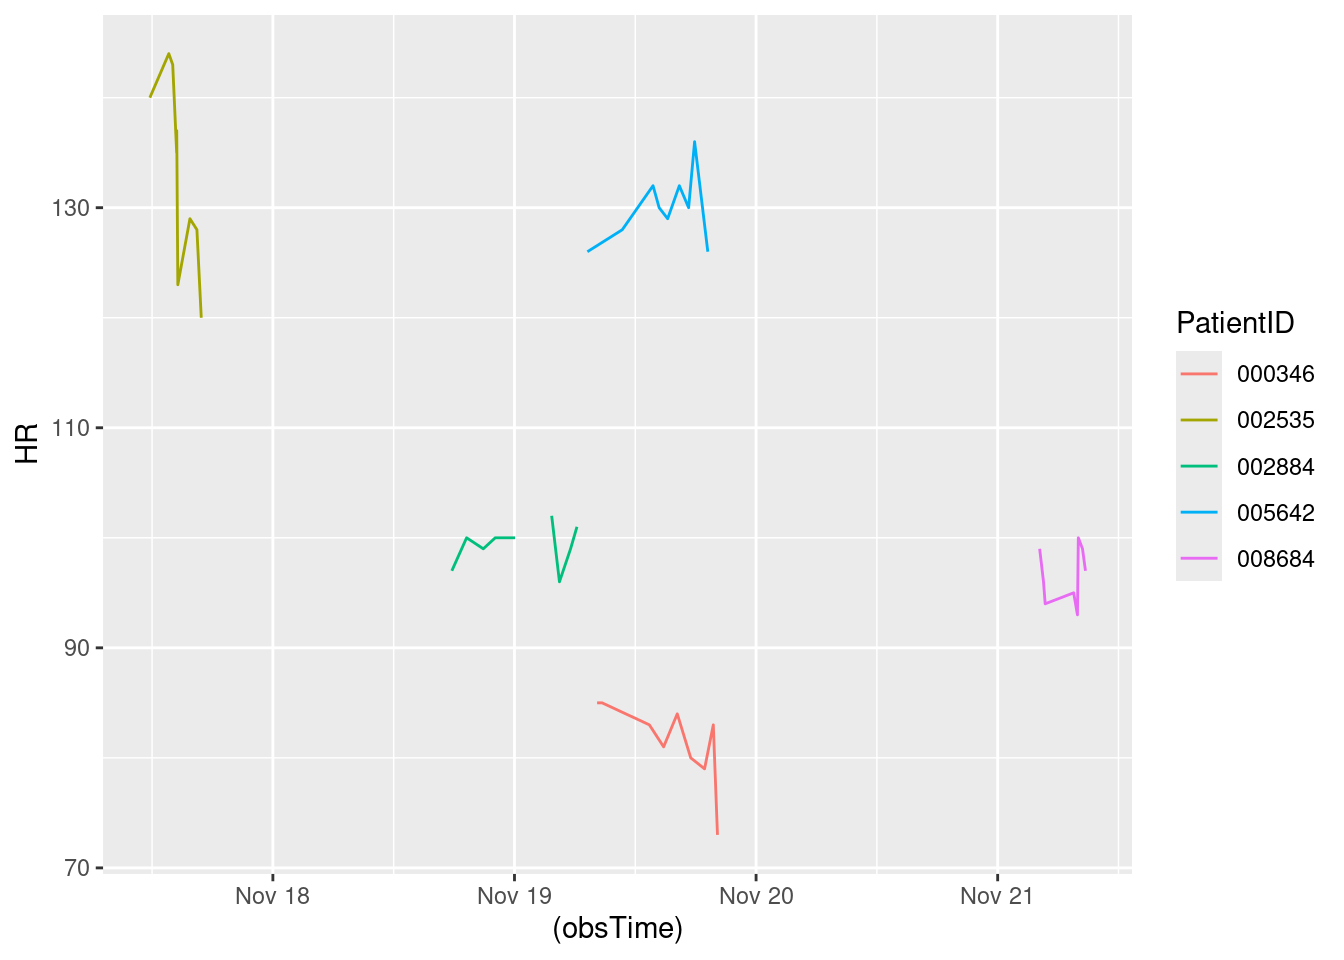 130
110
90
70
HR
Nov 18
Nov 19
Nov 20
Nov 21
(obsTime)
PatientID
000346
002535
002884
005642
008684